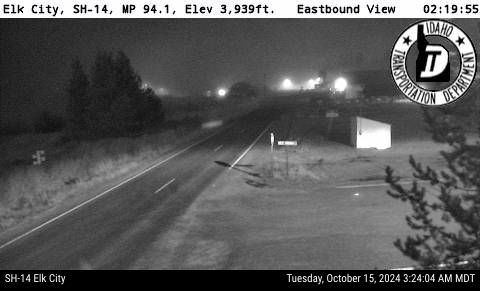 Elk City, SH-14, MP 94.1, Elev 3,939ft. Eastbound View 02:19:55
IDAHO
TRANSPORTATION DEPARTMENT
SH-14 Elk City Tuesday, October 15, 2024 3:24:04 AM MDT